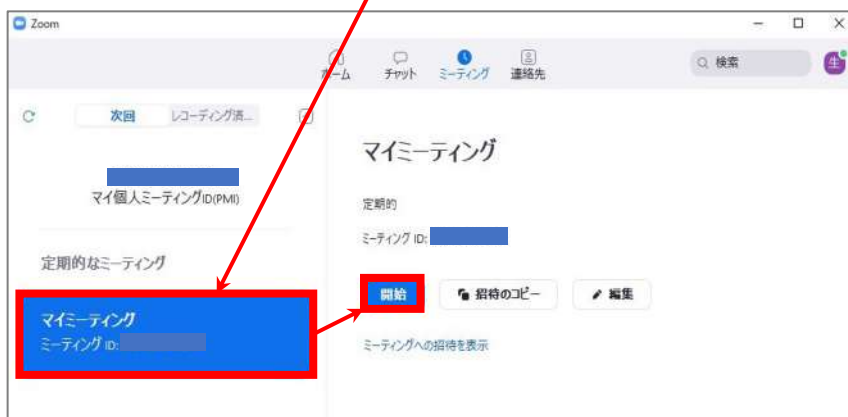 Zoom
ホーム チャット ミーティング 連絡先
検索
生
次回 レコーディング済...
マイ個人ミーティングID(PMI)
定期的なミーティング
マイミーティング
ミーティング ID:
マイミーティング
定期的
ミーティング ID:
開始 招待のコピー 編集
ミーティングへの招待を表示